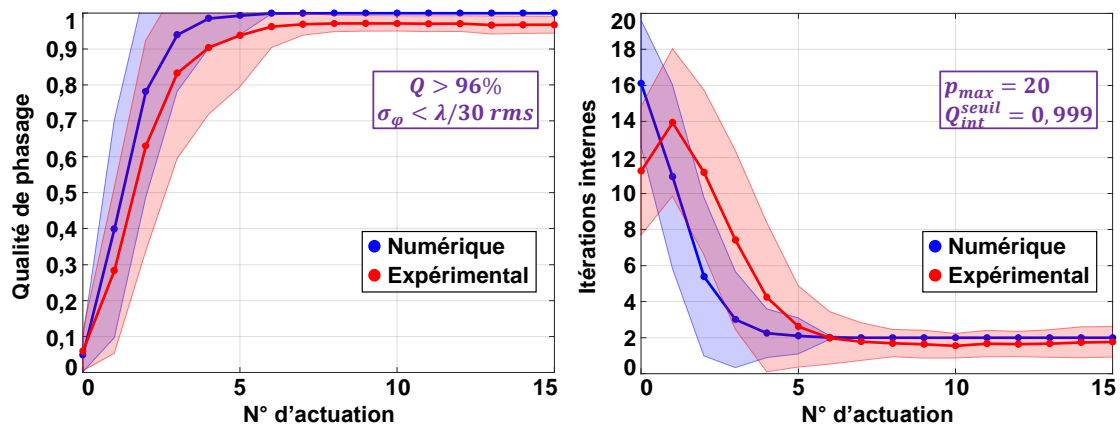 1
0,9
0,8
0,7
0,6
0,5
0,4
0,3
0,2
0,1
0
Qualité de phasage
Q > 96%
σ_φ < λ/30 rms
Numérique
Expérimental
0 5 10 15
N° d’actuation
20
18
16
14
12
10
8
6
4
2
0
Itérations internes
p_max = 20
Q_int^seuil = 0,999
Numérique
Expérimental
0 5 10 15
N° d’actuation